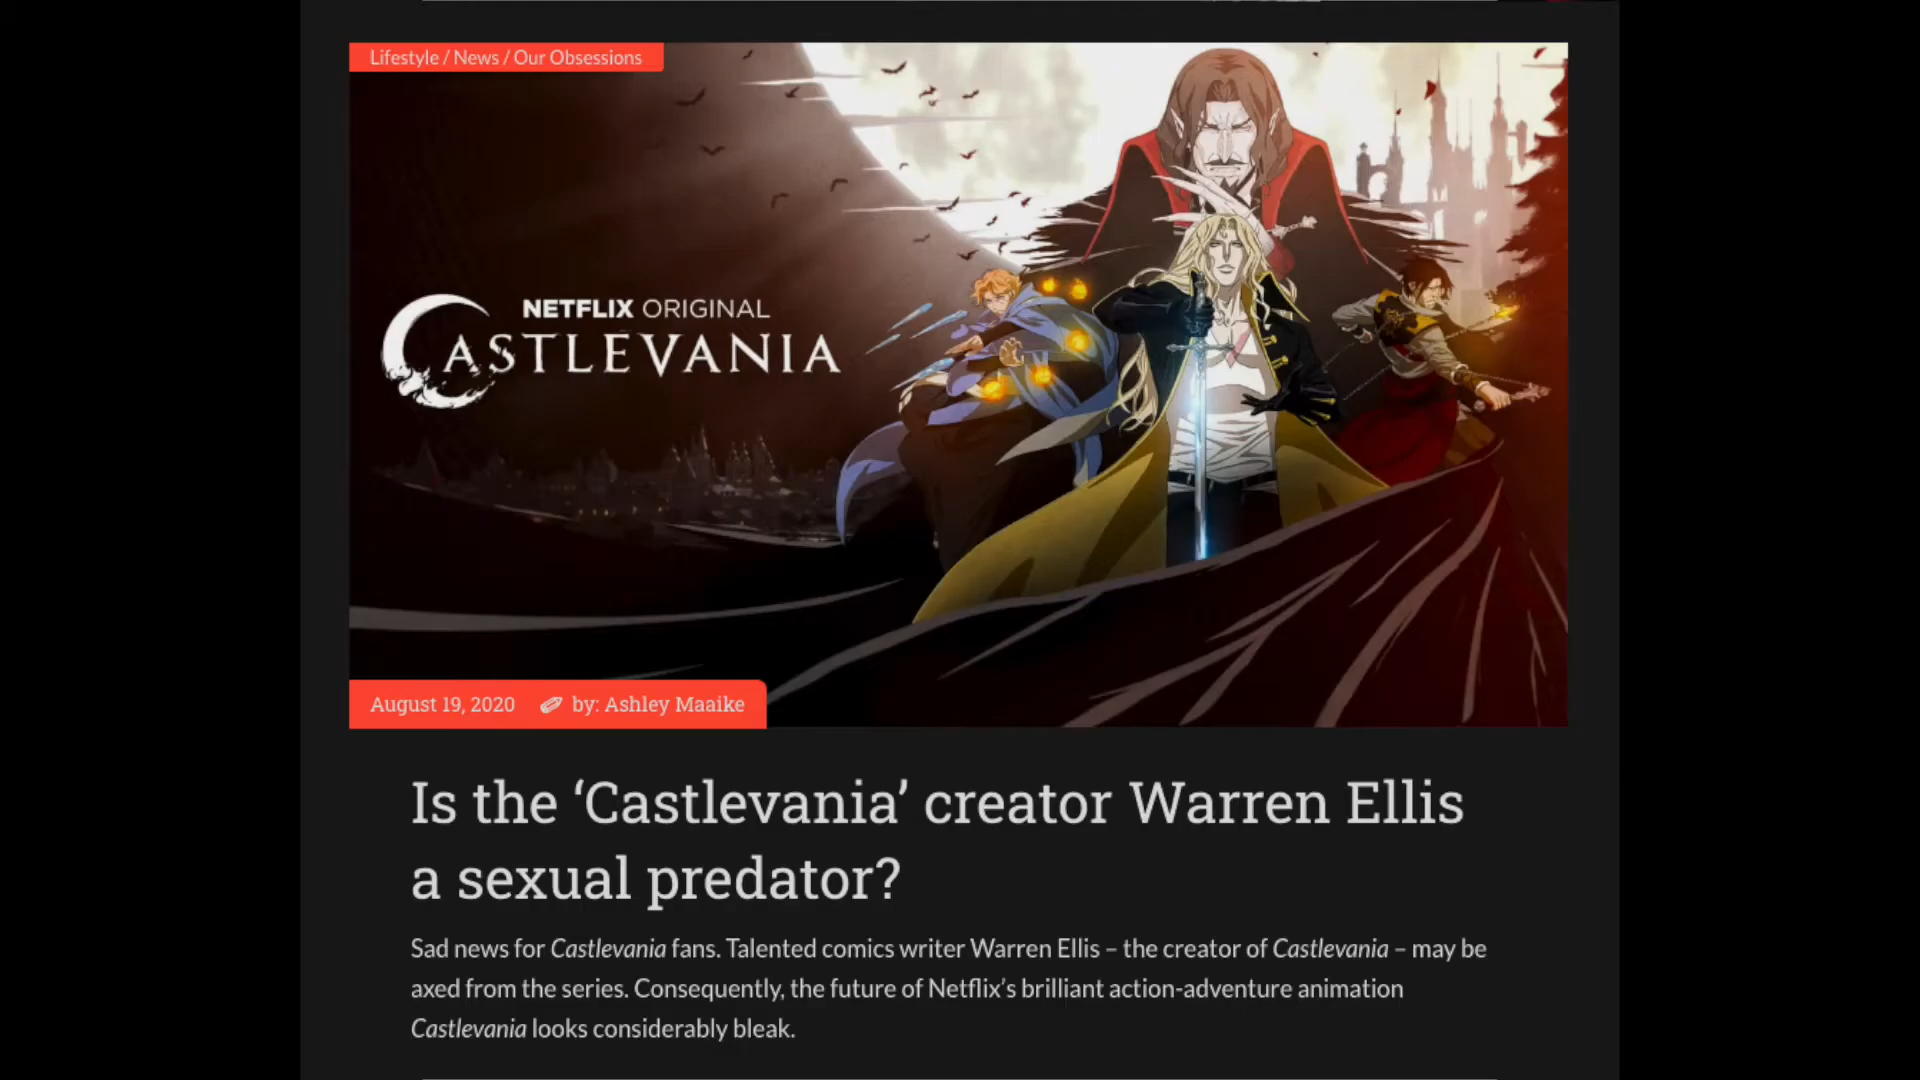 Lifestyle / News / Our Obsessions
NETFLIX ORIGINAL
CASTLEVANIA
August 19, 2020 by: Ashley Maaike
Is the ‘Castlevania’ creator Warren Ellis
a sexual predator?
Sad news for Castlevania fans. Talented comics writer Warren Ellis – the creator of Castlevania – may be
axed from the series. Consequently, the future of Netflix’s brilliant action-adventure animation
Castlevania looks considerably bleak.